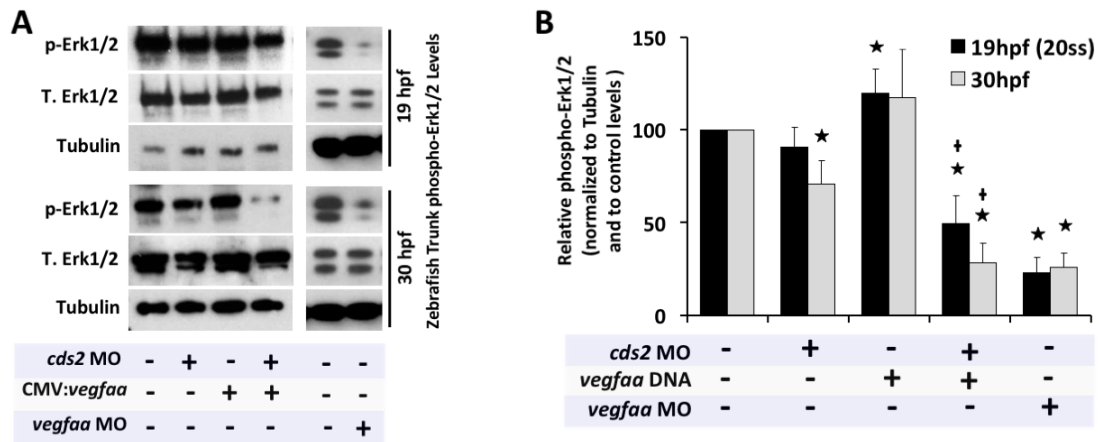 A
p-Erk1/2
T. Erk1/2
Tubulin
19 hpf
p-Erk1/2
T. Erk1/2
Tubulin
30 hpf
Zebrafish Trunk phospho-Erk1/2 Levels
cds2 MO - + - + - -
CMV:vegfaa - - + + - -
vegfaa MO - - - - - +
B
Relative phospho-Erk1/2
(normalized to Tubulin
and to control levels )
150
100
50
0
19hpf (20ss)
30hpf
★
★
ǂ
★
ǂ
★
★
★
cds2 MO - + - + -
vegfaa DNA - - + + -
vegfaa MO - - - - +